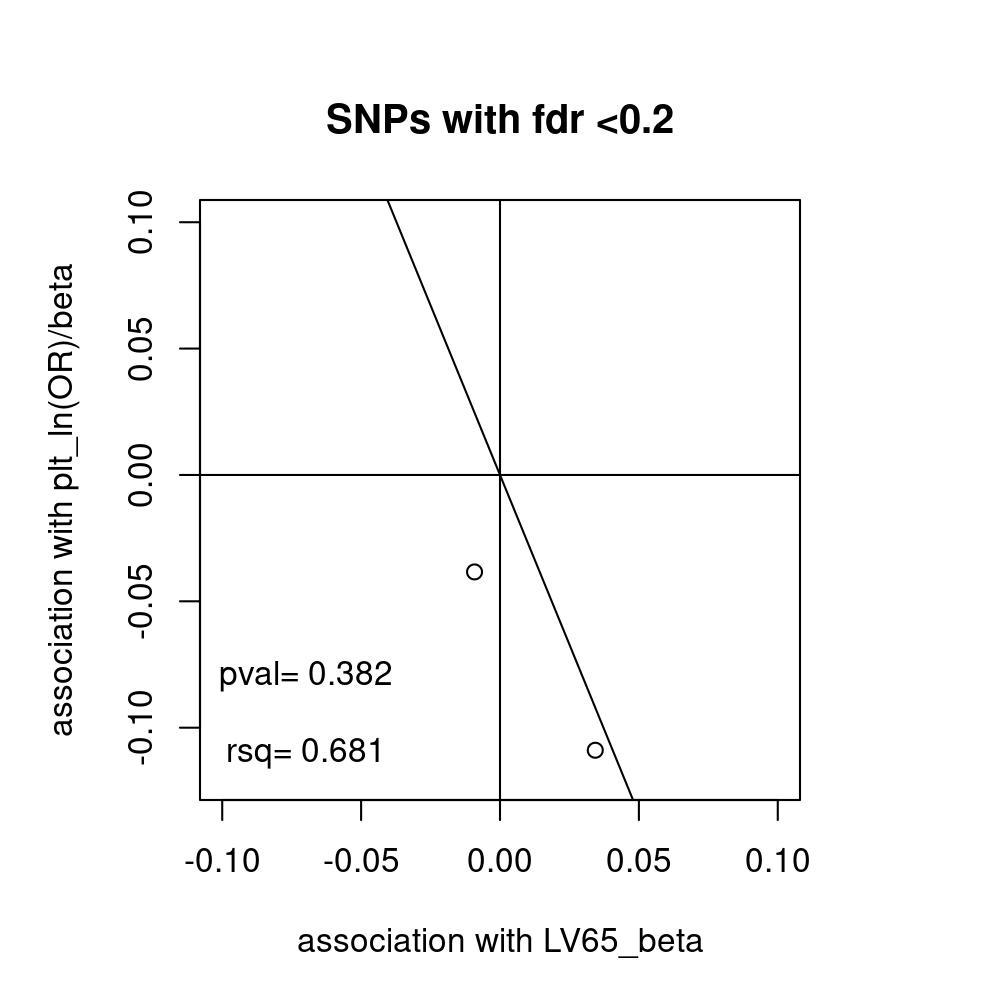 SNPs with fdr <0.2
association with plt_ln(OR)/beta
0.10
0.05
0.00
-0.05
-0.10
pval= 0.382
rsq= 0.681
-0.10 -0.05 0.00 0.05 0.10
association with LV65_beta